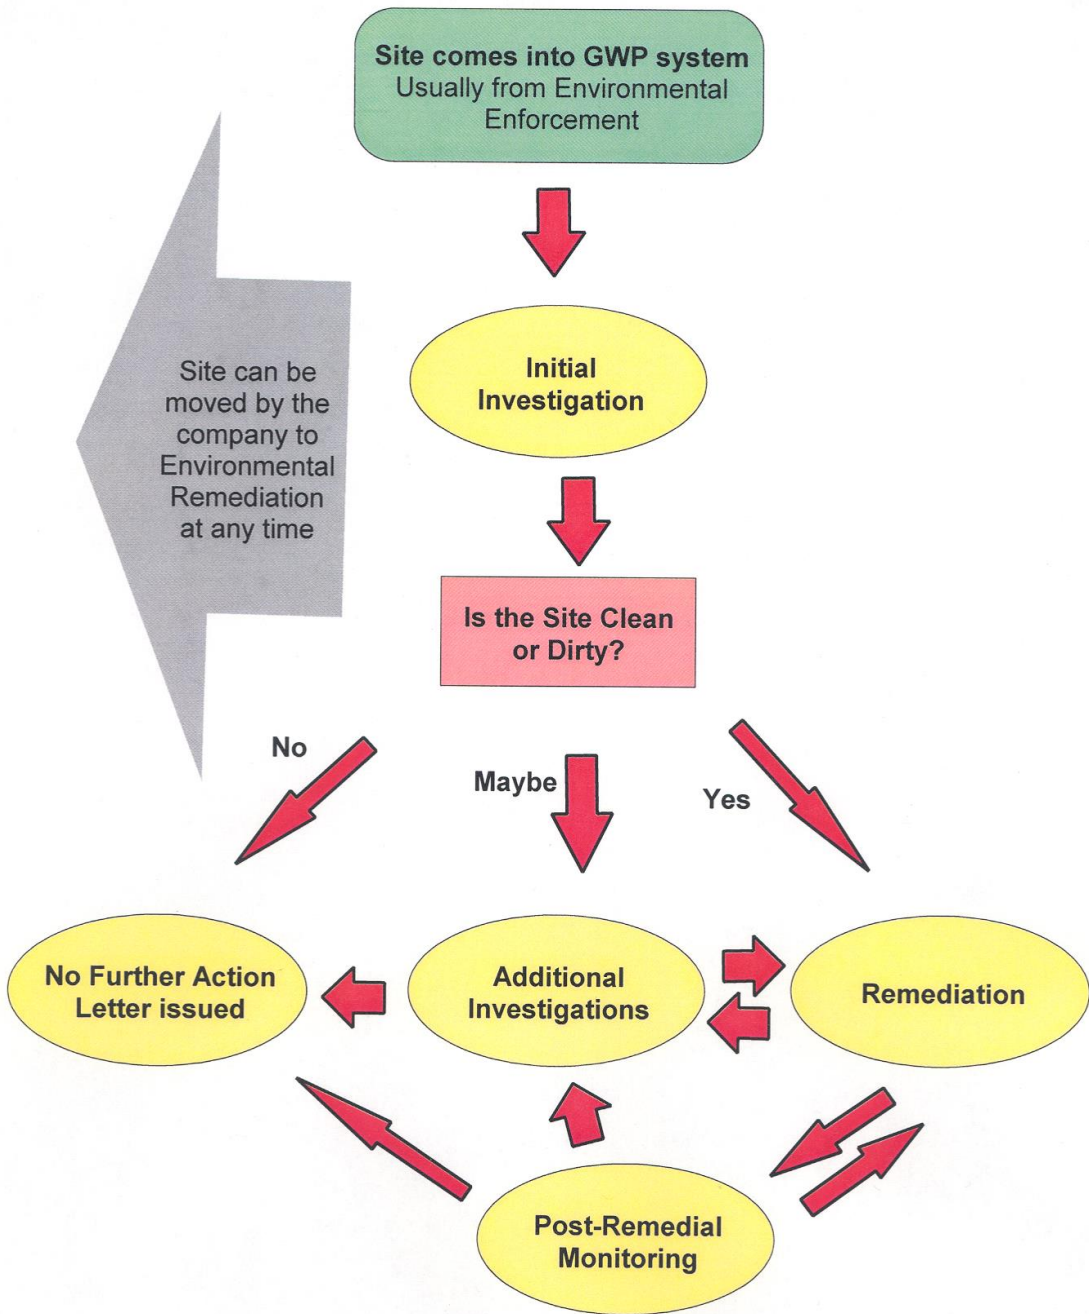 Site comes into GWP system
Usually from Environmental
Enforcement
Initial
Investigation
Site can be
moved by the
company to
Environmental
Remediation
at any time
Is the Site Clean
or Dirty?
No
Maybe
Yes
No Further Action
Letter issued
Additional
Investigations
Remediation
Post-Remedial
Monitoring